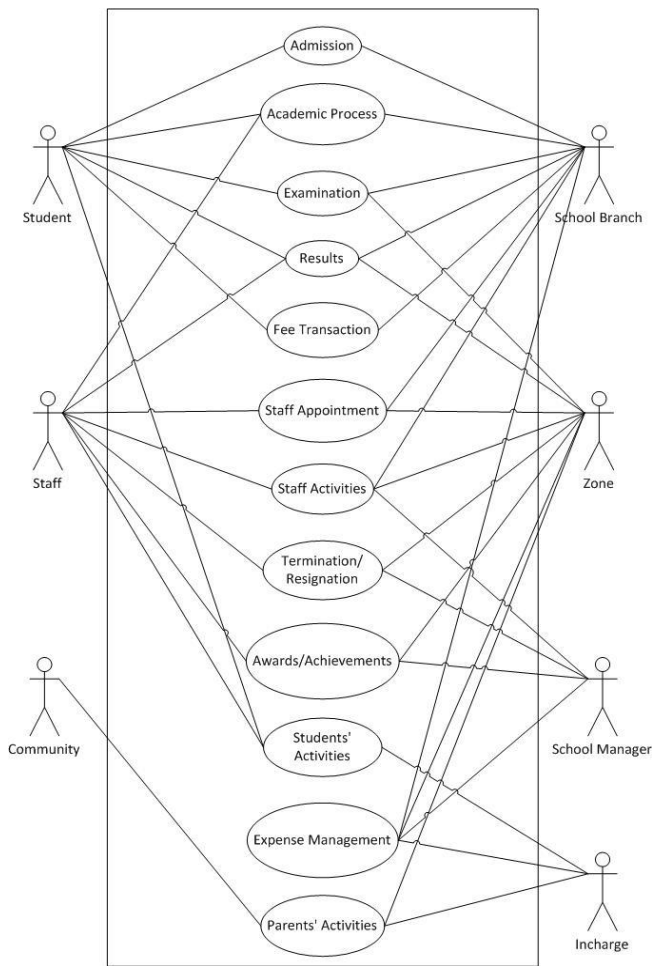 Admission
Academic Process
Student
School Branch
Examination
Results
Fee Transaction
Staff Appointment
Staff
Zone
Staff Activities
Termination/
Resignation
Awards/Achievements
Community
School Manager
Students'
Activities
Expense Management
Parents' Activities
Incharge